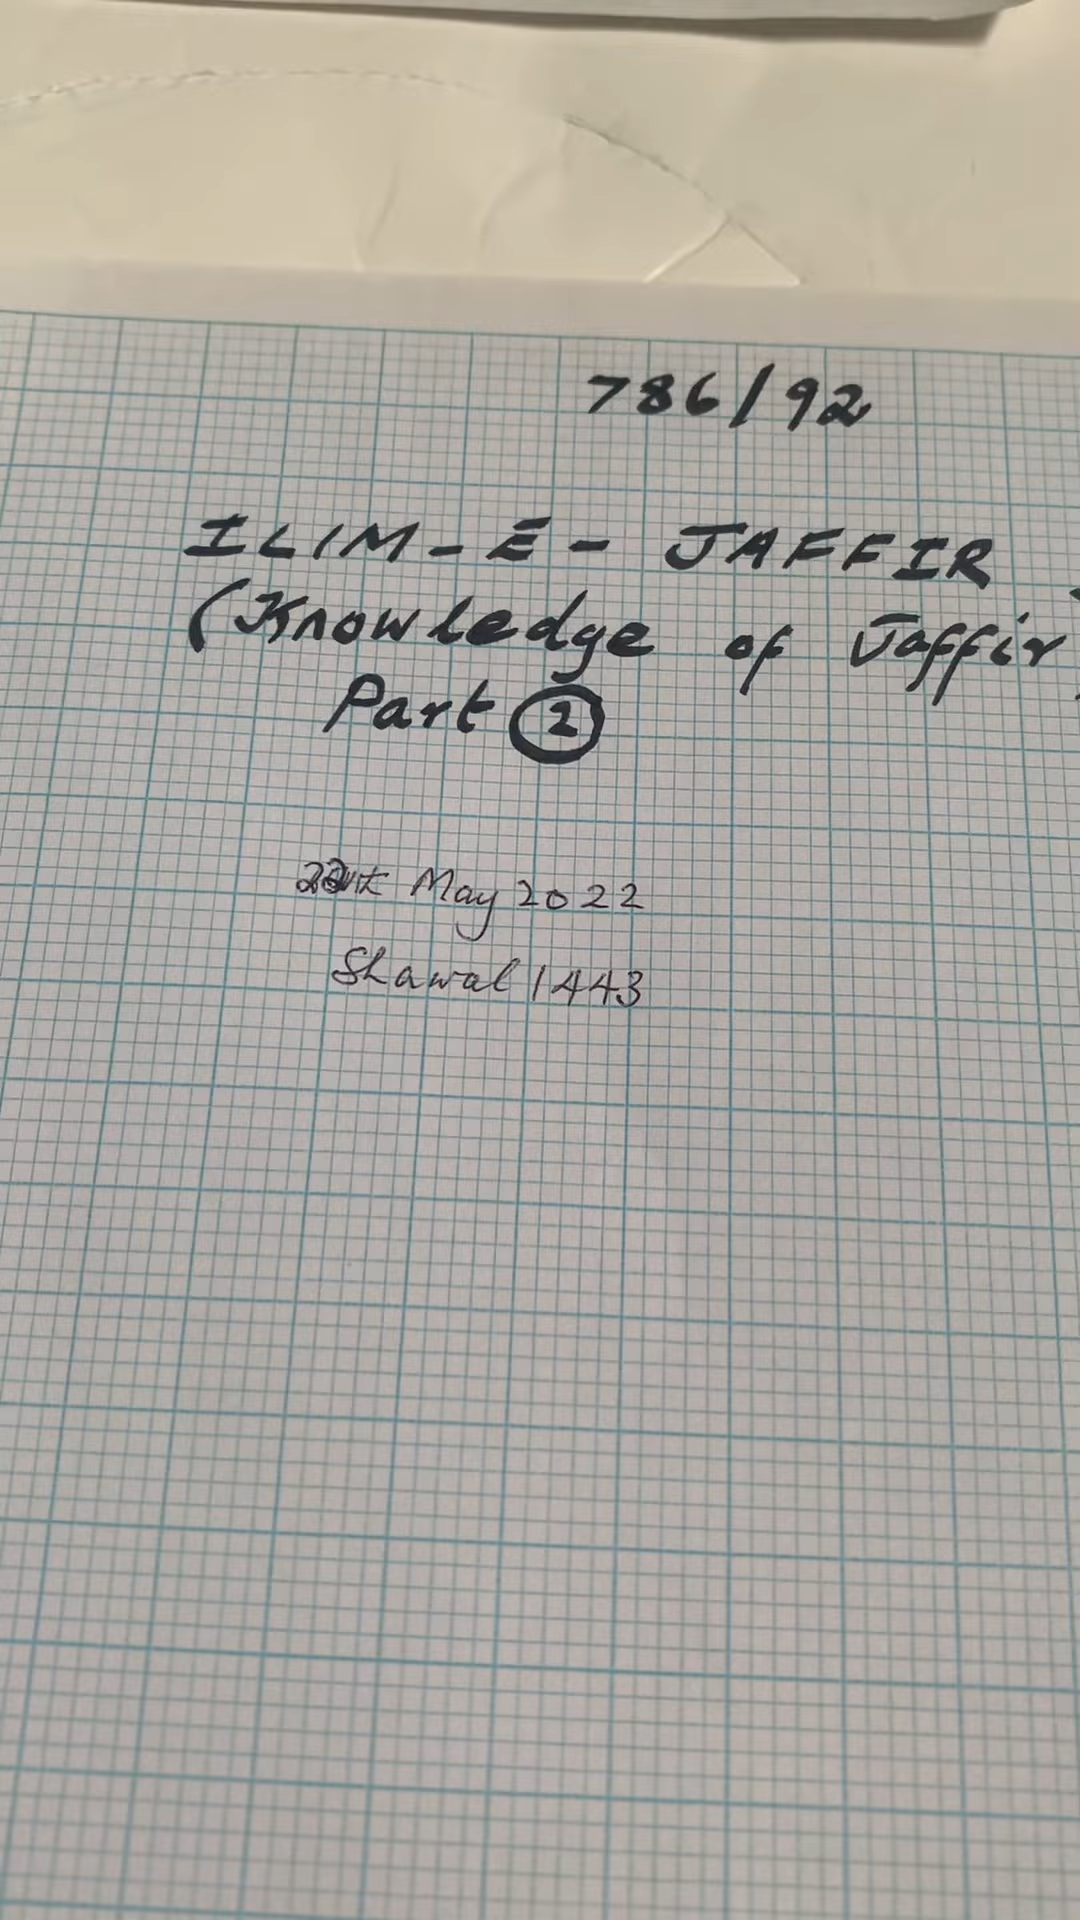 786/92
ILIM-E-JAFFIR
(Knowledge of Jaffir
Part 2
May 2022
Shawal 1443